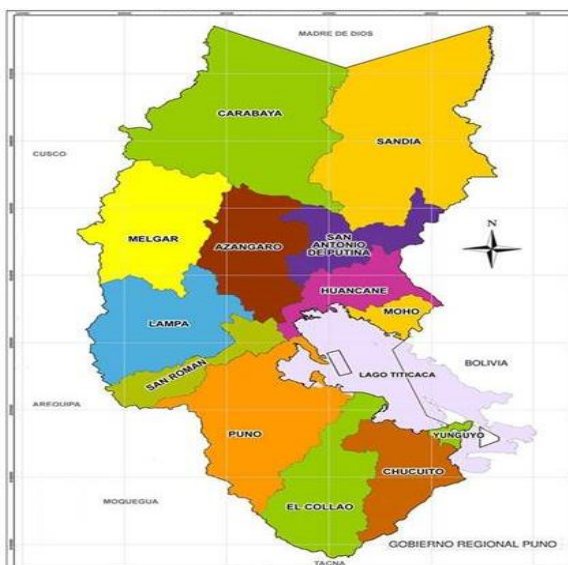 MADRE DE DIOS
CARABAYA
SANDIA
CUSCO
MELGAR
AZANGARO
SAN
ANTONIO
DE PUTINA
N
HUANCANE
MOHO
LAMPA
SAN ROMAN
LAGO TITICACA
BOLIVIA
AREQUIPA
PUNO
YUNGUYO
CHUCUITO
MOQUEGUA
EL COLLAO
GOBIERNO REGIONAL PUNO
TACNA